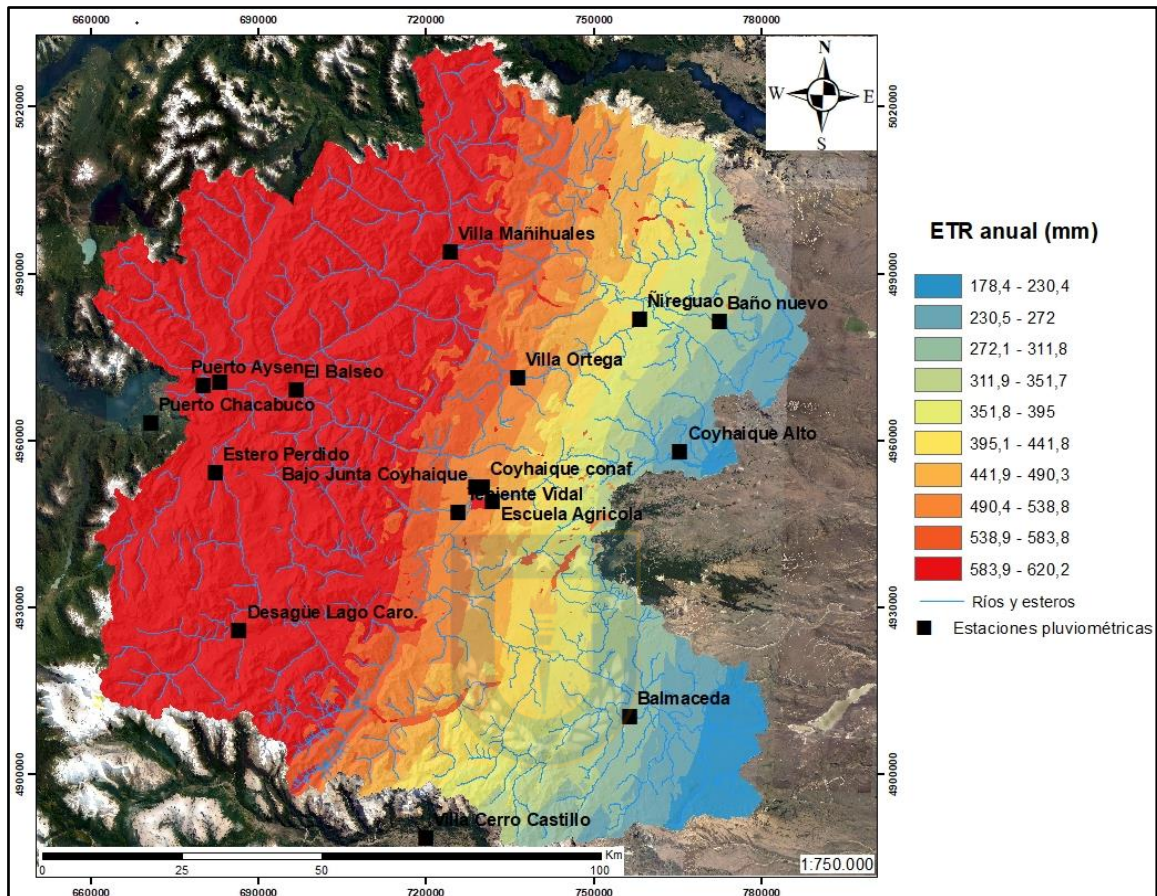 660000 690000 720000 750000 780000
5020000
4990000
4960000
4930000
4900000
N
W E
S
Villa Mañihuales
Ñireguao Baño nuevo
Villa Ortega
Puerto Aysen
El Balseo
Puerto Chacabuco
Coyhaique Alto
Estero Perdido
Bajo Junta Coyhaique
Coyhaique conaf
Teniente Vidal
Escuela Agricola
Desagüe Lago Caro.
Balmaceda
Villa Cerro Castillo
Km
0 25 50 100
1:750.000
5020000
4990000
4960000
4930000
4900000
660000 690000 720000 750000 780000
ETR anual (mm)
178,4 - 230,4
230,5 - 272
272,1 - 311,8
311,9 - 351,7
351,8 - 395
395,1 - 441,8
441,9 - 490,3
490,4 - 538,8
538,9 - 583,8
583,9 - 620,2
Ríos y esteros
Estaciones pluviométricas